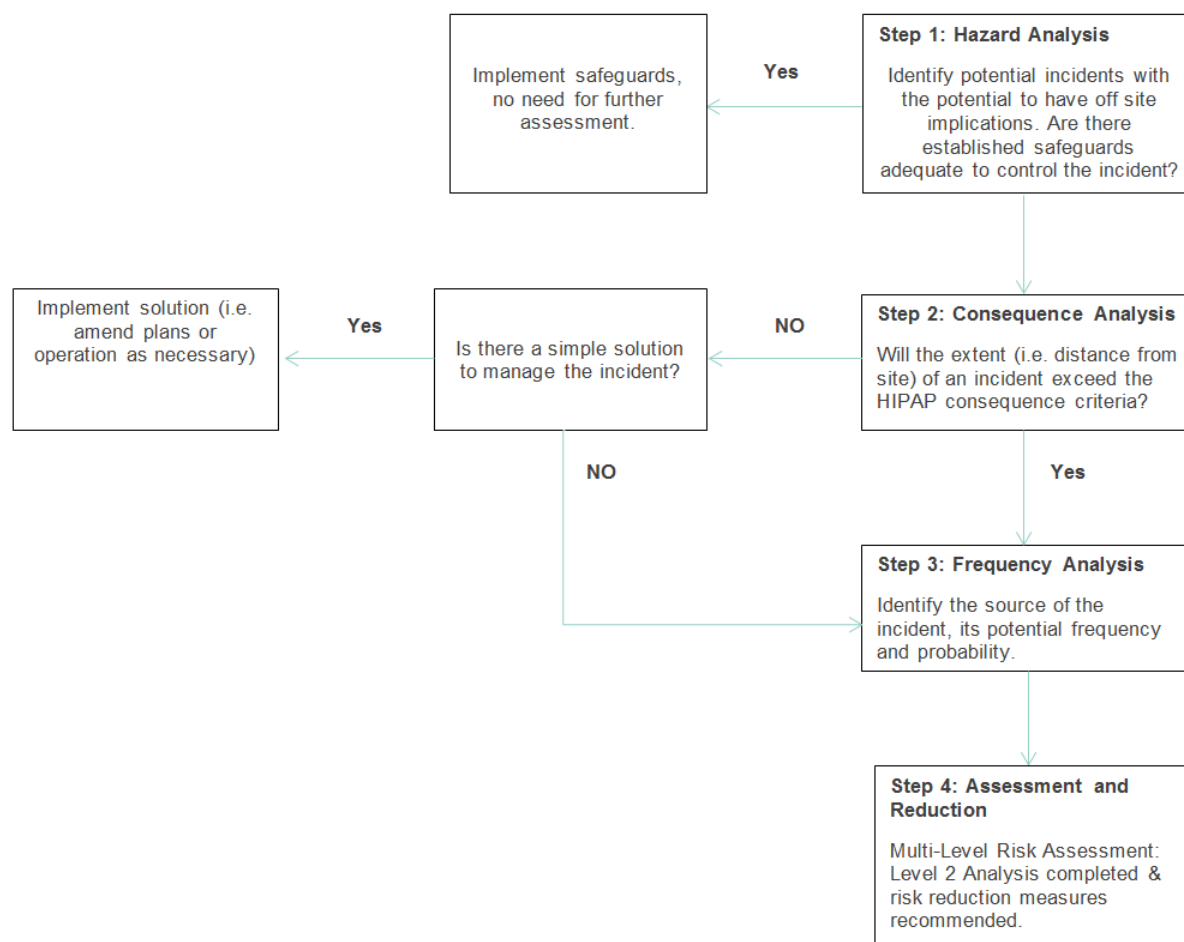 Step 1: Hazard Analysis
Identify potential incidents with
the potential to have off site
implications. Are there
established safeguards
adequate to control the incident?
Yes
Implement safeguards,
no need for further
assessment.
Step 2: Consequence Analysis
Will the extent (i.e. distance from
site) of an incident exceed the
HIPAP consequence criteria?
NO
Is there a simple solution
to manage the incident?
Yes
Implement solution (i.e.
amend plans or
operation as necessary)
NO
Yes
Step 3: Frequency Analysis
Identify the source of the
incident, its potential frequency
and probability.
Step 4: Assessment and
Reduction
Multi-Level Risk Assessment:
Level 2 Analysis completed &
risk reduction measures
recommended.